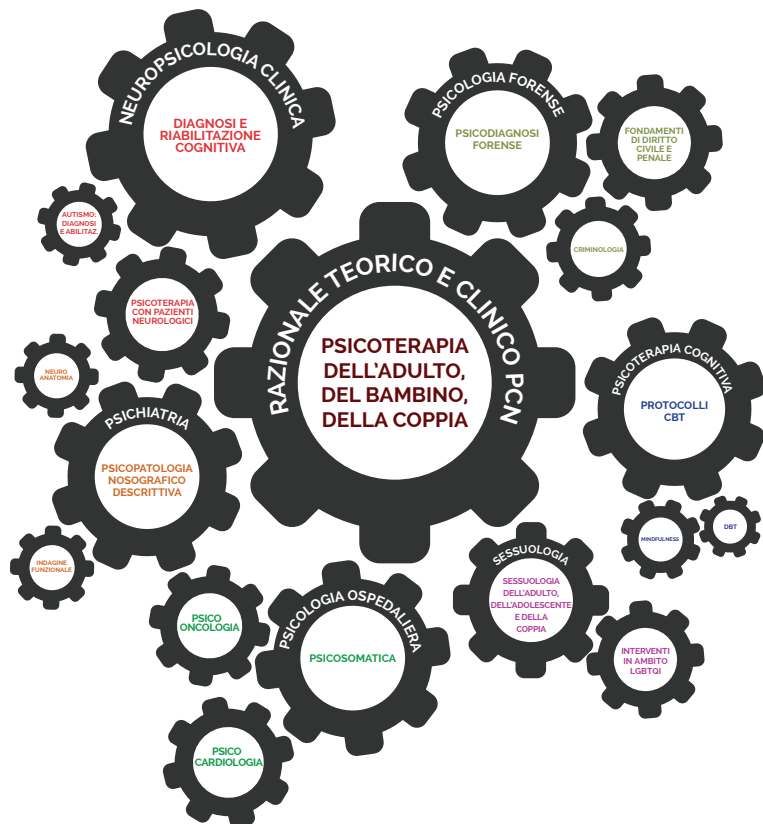 NEUROPSICOLOGIA CLINICA
DIAGNOSI E
RIABILITAZIONE
COGNITIVA
PSICOLOGIA FORENSE
PSICODIAGNOSI
FORENSE
FONDAMENTI
DI DIRITTO
CIVILE E
PENALE
AUTISMO:
DIAGNOSI
E ABILITAZ.
CRIMINOLOGIA
PSICOTERAPIA
CON PAZIENTI
NEUROLOGICI
RAZIONALE TEORICO E CLINICO PCN
PSICOTERAPIA
DELL'ADULTO,
DEL BAMBINO,
DELLA COPPIA
NEURO
ANATOMIA
PSICOTERAPIA COGNITIVA
PROTOCOLLI
CBT
PSICHIATRIA
PSICOPATOLOGIA
NOSOGRAFICO
DESCRITTIVA
MINDFULNESS
DBT
INDAGINE
FUNZIONALE
SESSUOLOGIA
SESSUOLOGIA
DELL'ADULTO,
DELL'ADOLESCENTE
E DELLA
COPPIA
PSICO
ONCOLOGIA
PSICOLOGIA OSPEDALIERA
PSICOSOMATICA
INTERVENTI
IN AMBITO
LGBTQI
PSICO
CARDIOLOGIA